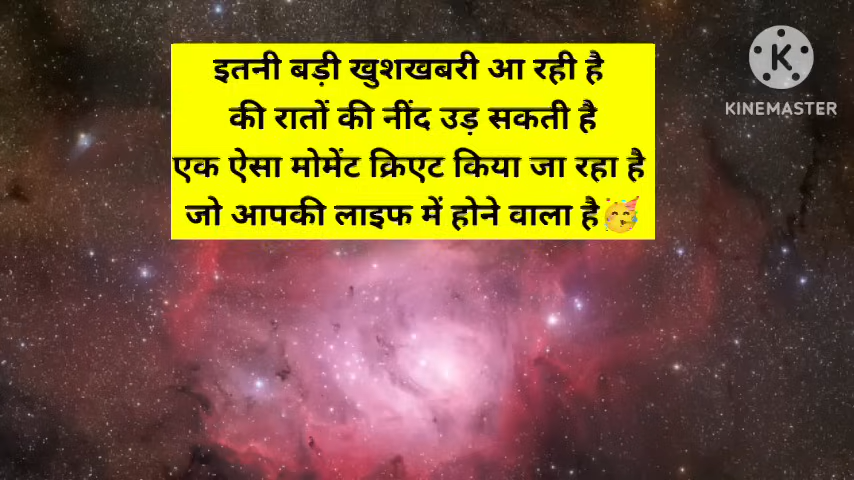 इतनी बड़ी खुशखबरी आ रही है
की रातों की नींद उड़ सकती है
एक ऐसा मोमेंट क्रिएट किया जा रहा है
जो आपकी लाइफ में होने वाला है🥳
K
KINEMASTER